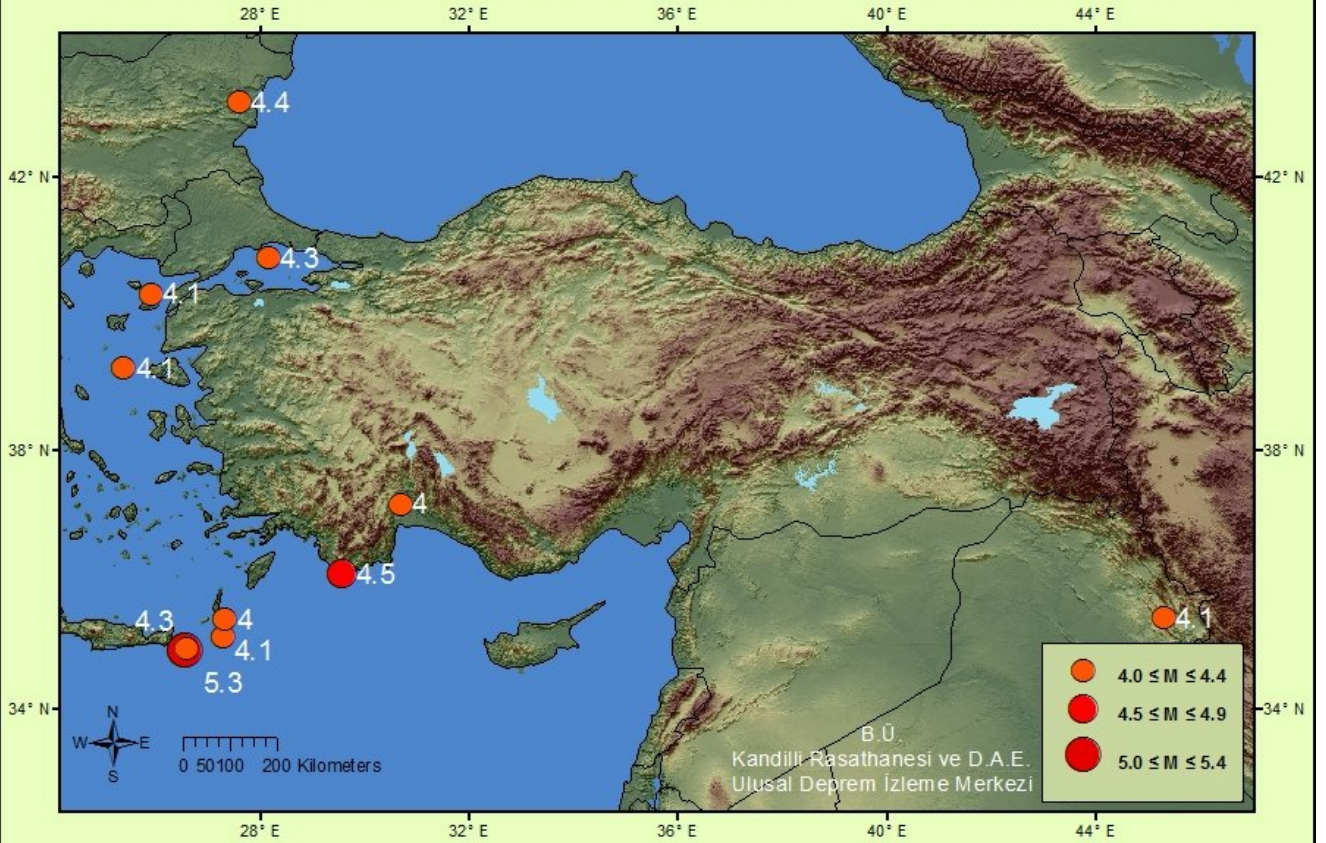 28° E 32° E 36° E 40° E 44° E
4.4
42° N 42° N
4.3
4.1
4.1
38° N 38° N
4
4.5
4.3 4
4.1
4.1
5.3
4.0 ≤ M ≤ 4.4
4.5 ≤ M ≤ 4.9
5.0 ≤ M ≤ 5.4
34° N 34° N
N
W E
S
0 50100 200 Kilometers
B.Ü.
Kandilli Rasathanesi ve D.A.E.
Ulusal Deprem İzleme Merkezi
28° E 32° E 36° E 40° E 44° E